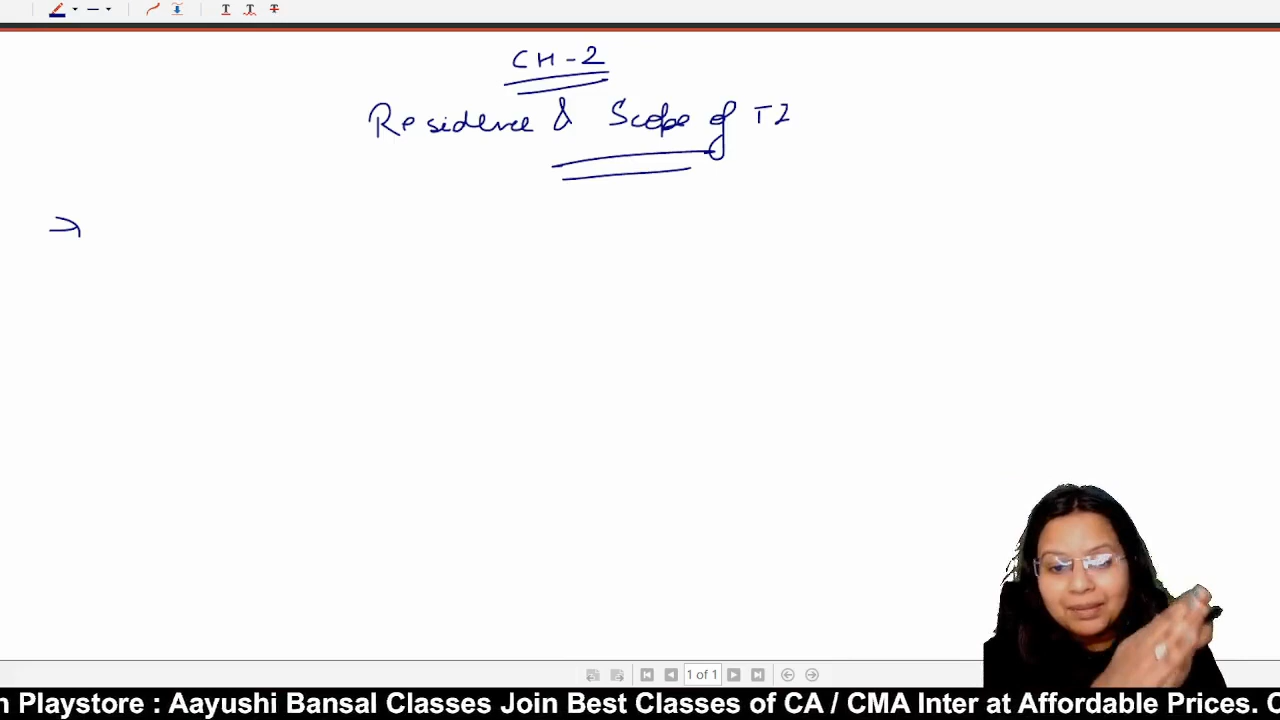 CH-2
Residence & Scope of TI
1 of 1
n Playstore : Aayushi Bansal Classes Join Best Classes of CA / CMA Inter at Affordable Prices. C